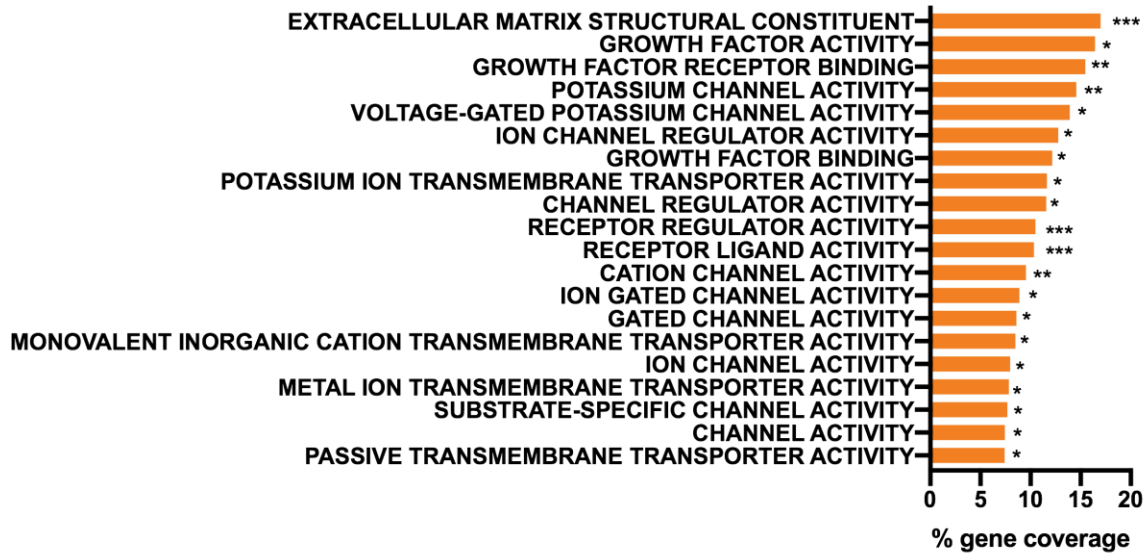 EXTRACELLULAR MATRIX STRUCTURAL CONSTITUENT ***
GROWTH FACTOR ACTIVITY *
GROWTH FACTOR RECEPTOR BINDING **
POTASSIUM CHANNEL ACTIVITY **
VOLTAGE-GATED POTASSIUM CHANNEL ACTIVITY *
ION CHANNEL REGULATOR ACTIVITY *
GROWTH FACTOR BINDING *
POTASSIUM ION TRANSMEMBRANE TRANSPORTER ACTIVITY *
CHANNEL REGULATOR ACTIVITY *
RECEPTOR REGULATOR ACTIVITY ***
RECEPTOR LIGAND ACTIVITY ***
CATION CHANNEL ACTIVITY **
ION GATED CHANNEL ACTIVITY *
GATED CHANNEL ACTIVITY *
MONOVALENT INORGANIC CATION TRANSMEMBRANE TRANSPORTER ACTIVITY *
ION CHANNEL ACTIVITY *
METAL ION TRANSMEMBRANE TRANSPORTER ACTIVITY *
SUBSTRATE-SPECIFIC CHANNEL ACTIVITY *
CHANNEL ACTIVITY *
PASSIVE TRANSMEMBRANE TRANSPORTER ACTIVITY *
0 5 10 15 20
% gene coverage